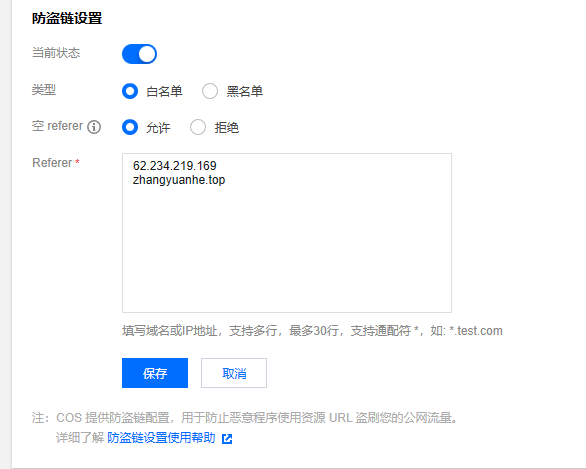 防盗链设置
当前状态
类型 白名单 黑名单
空 referer 允许 拒绝
Referer *
62.234.219.169
zhangyuanhe.top
填写域名或IP地址，支持多行，最多30行，支持通配符 *，如: *.test.com
保存 取消
注： COS 提供防盗链配置，用于防止恶意程序使用资源 URL 盗刷您的公网流量。
详细了解 防盗链设置使用帮助